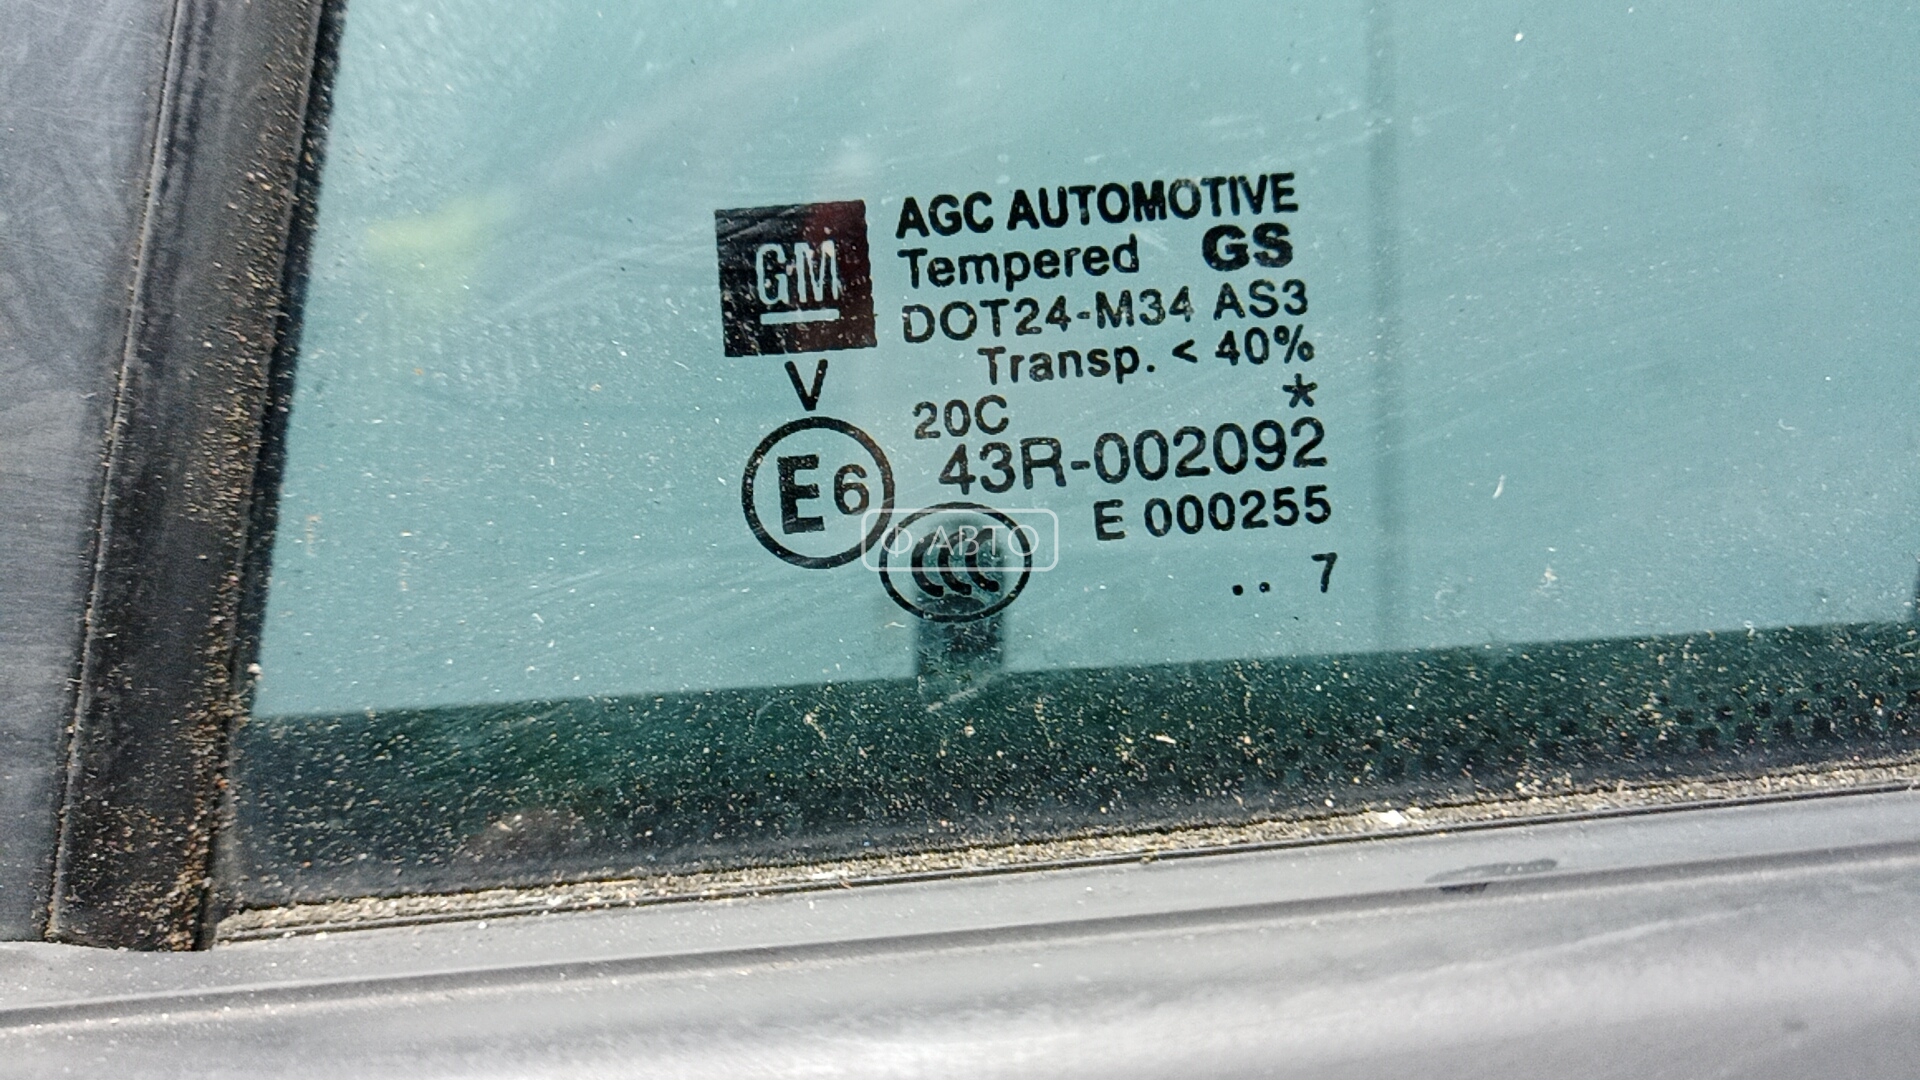 GM
AGC AUTOMOTIVE
Tempered GS
DOT24-M34 AS3
Transp. < 40%
V
20C *
E6 43R-002092
E 000255
Ф АВТО
.. 7